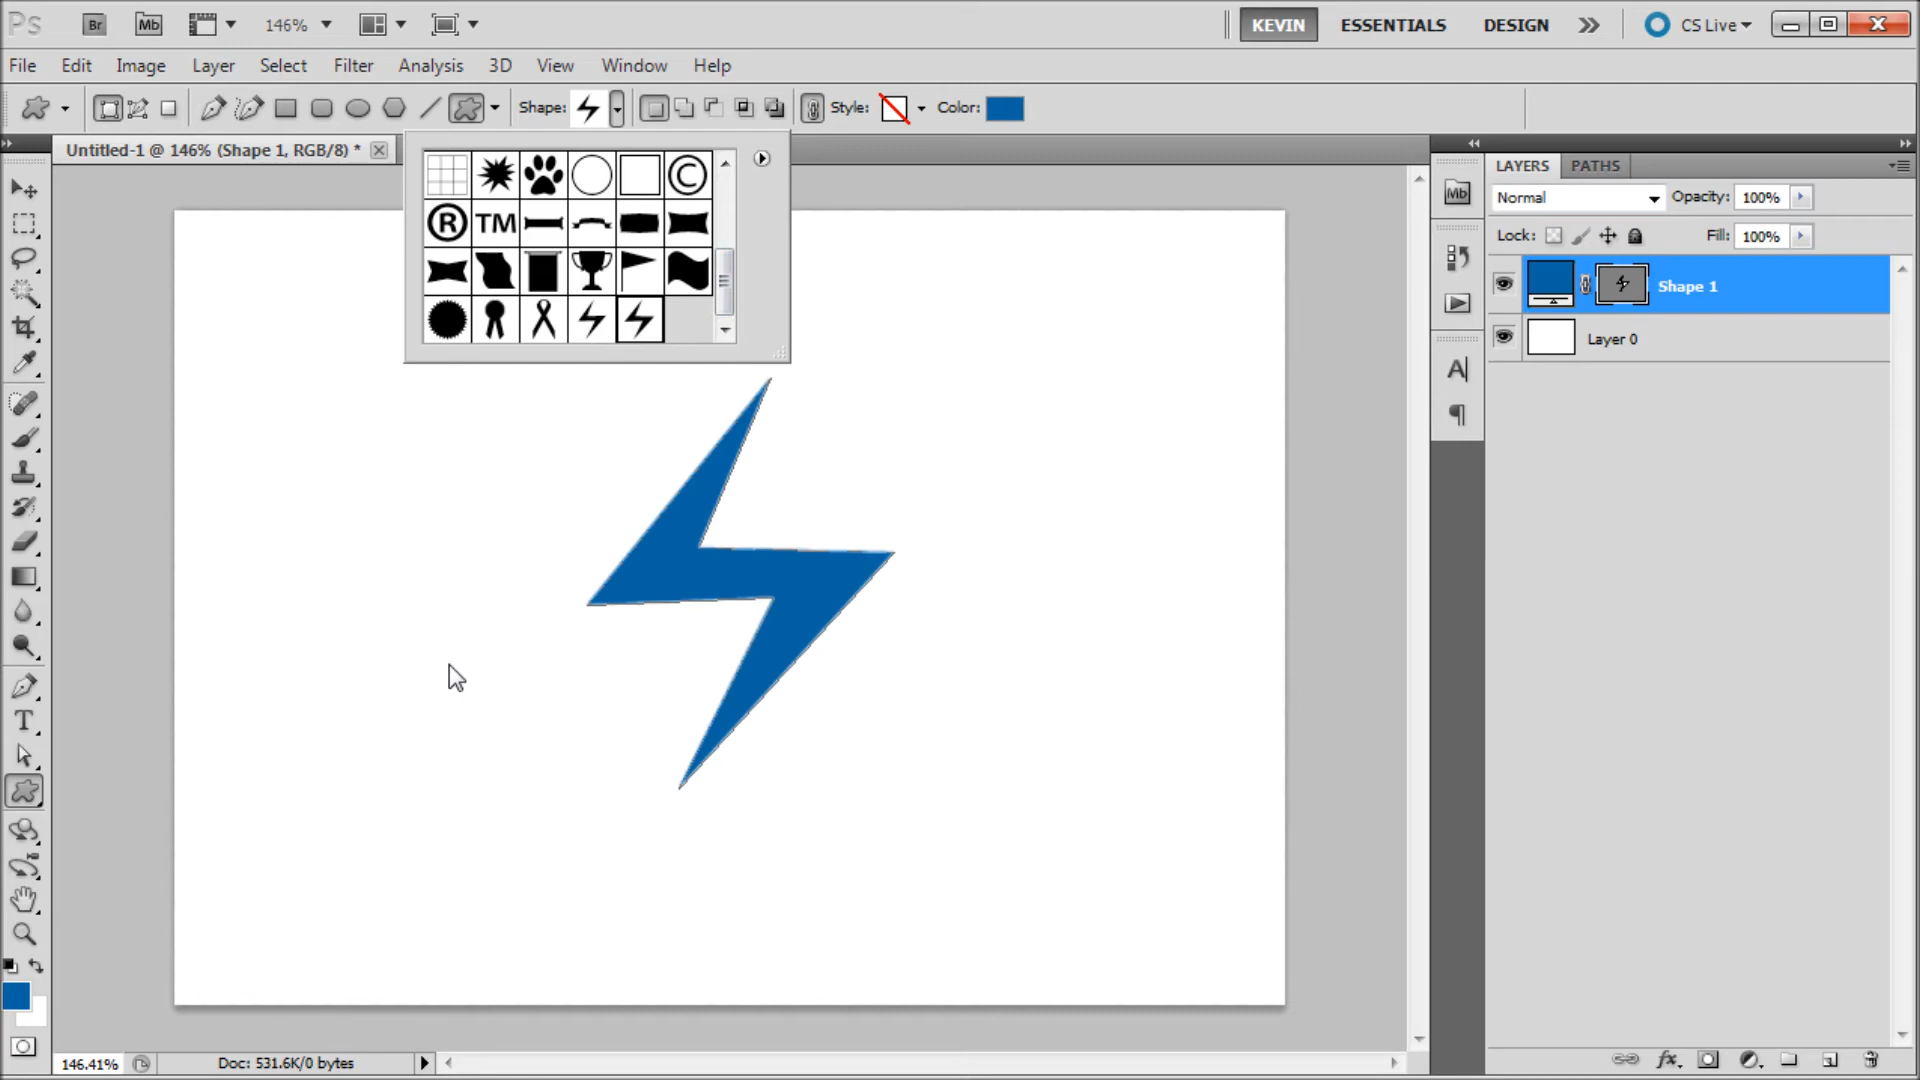 Ps Br Mb 146% KEVIN ESSENTIALS DESIGN CS Live
File Edit Image Layer Select Filter Analysis 3D View Window Help
Shape: Style: Color:
Untitled-1 @ 146% (Shape 1, RGB/8) *
©
® TM
LAYERS PATHS
Mb
Normal Opacity: 100%
Lock: Fill: 100%
Shape 1
Layer 0
A
T
fx
146.41% Doc: 531.6K/0 bytes